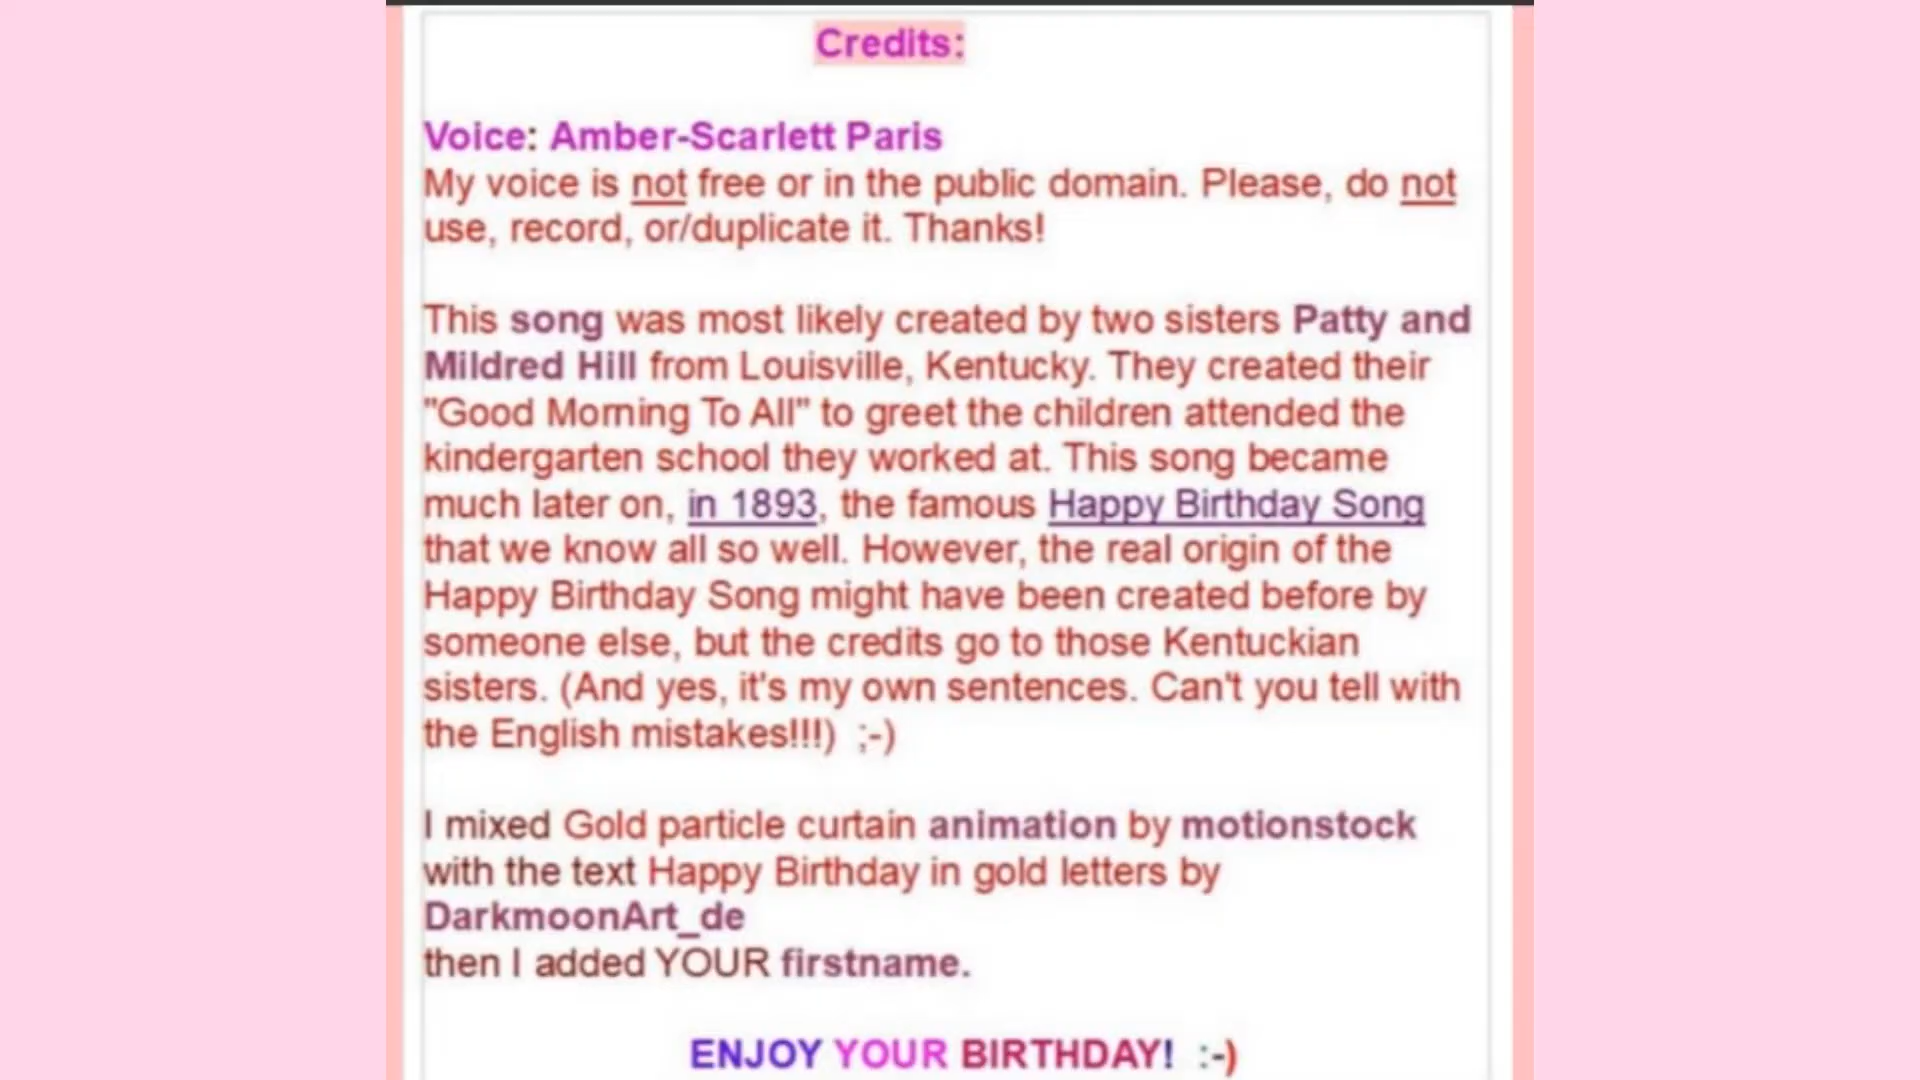 Credits:
Voice: Amber-Scarlett Paris
My voice is not free or in the public domain. Please, do not
use, record, or/duplicate it. Thanks!
This song was most likely created by two sisters Patty and
Mildred Hill from Louisville, Kentucky. They created their
"Good Morning To All" to greet the children attended the
kindergarten school they worked at. This song became
much later on, in 1893, the famous Happy Birthday Song
that we know all so well. However, the real origin of the
Happy Birthday Song might have been created before by
someone else, but the credits go to those Kentuckian
sisters. (And yes, it's my own sentences. Can't you tell with
the English mistakes!!!) ;-)
I mixed Gold particle curtain animation by motionstock
with the text Happy Birthday in gold letters by
DarkmoonArt_de
then I added YOUR firstname.
ENJOY YOUR BIRTHDAY! :-)